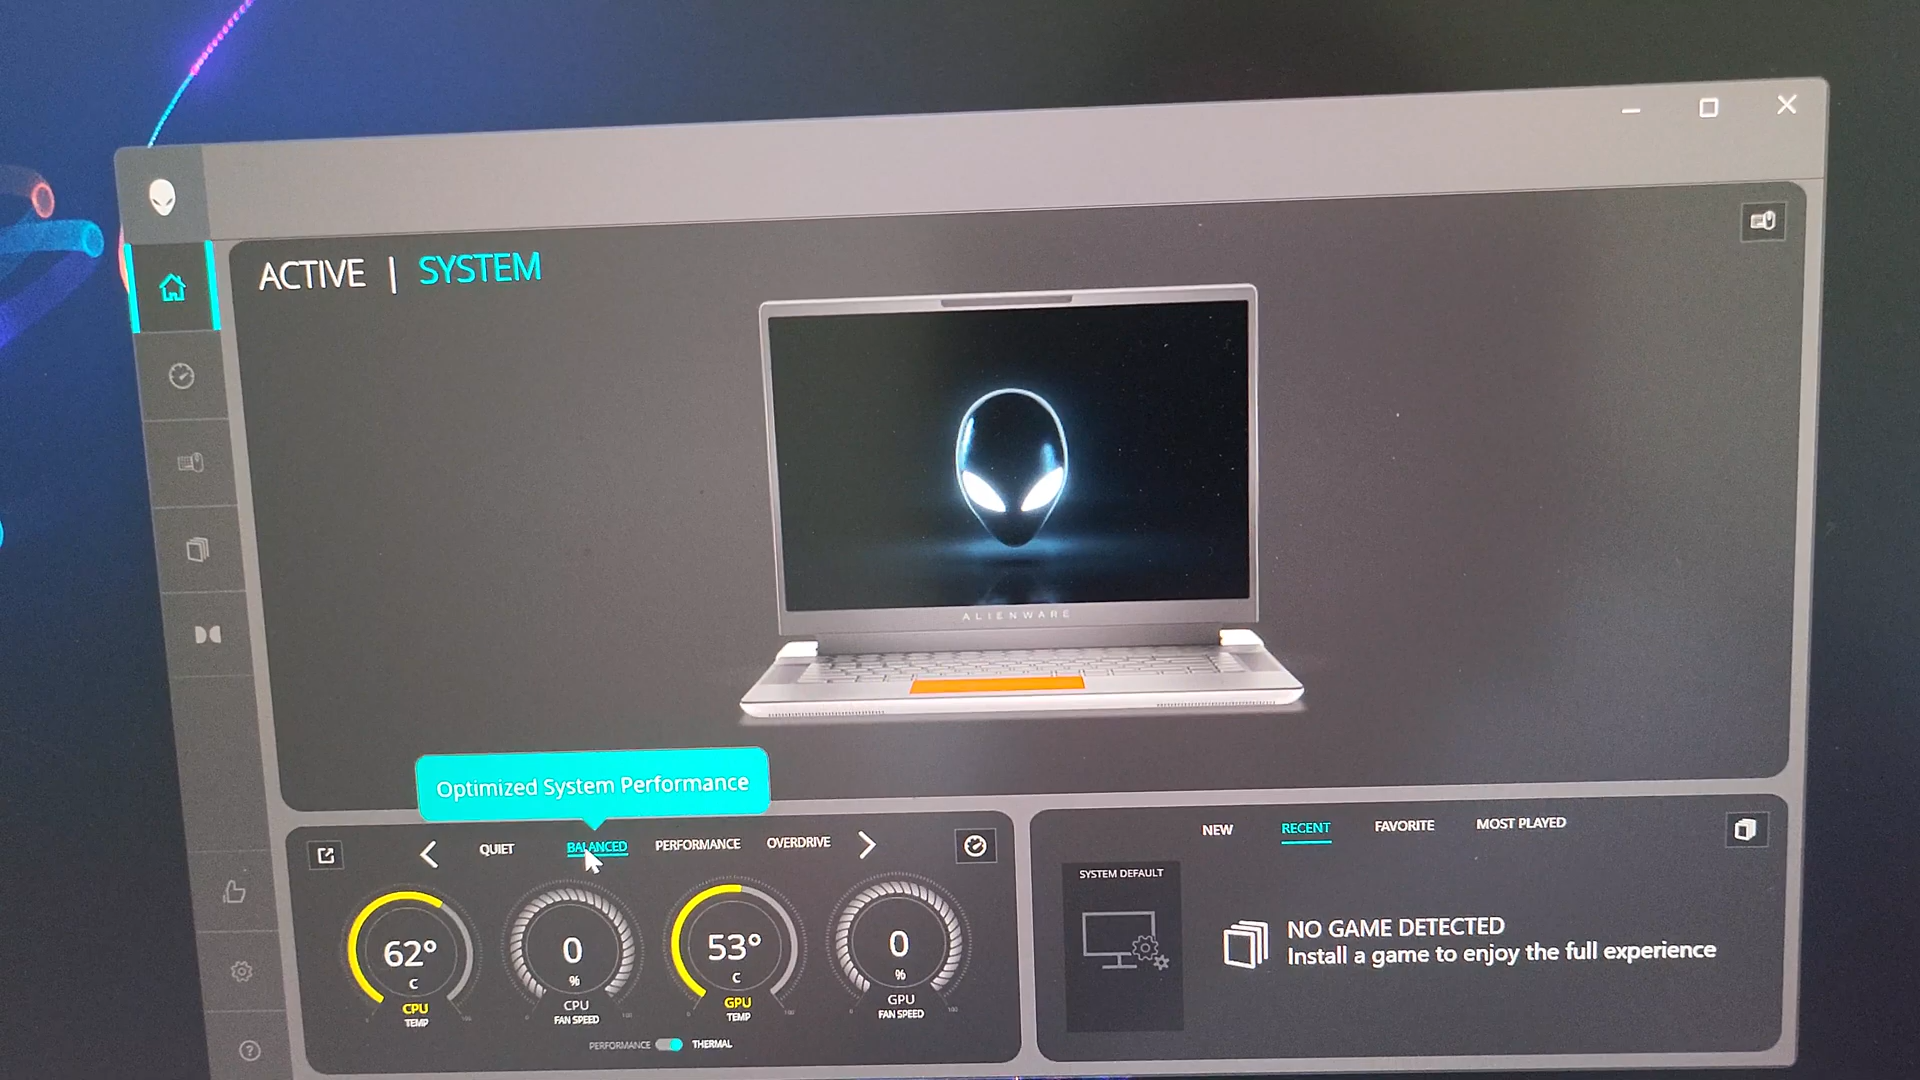 ACTIVE | SYSTEM
ALIENWARE
Optimized System Performance
QUIET
BALANCED
PERFORMANCE
OVERDRIVE
62°
C
CPU
TEMP
0
%
CPU
FAN SPEED
53°
C
GPU
TEMP
0
%
GPU
FAN SPEED
PERFORMANCE
THERMAL
NEW
RECENT
FAVORITE
MOST PLAYED
SYSTEM DEFAULT
NO GAME DETECTED
Install a game to enjoy the full experience